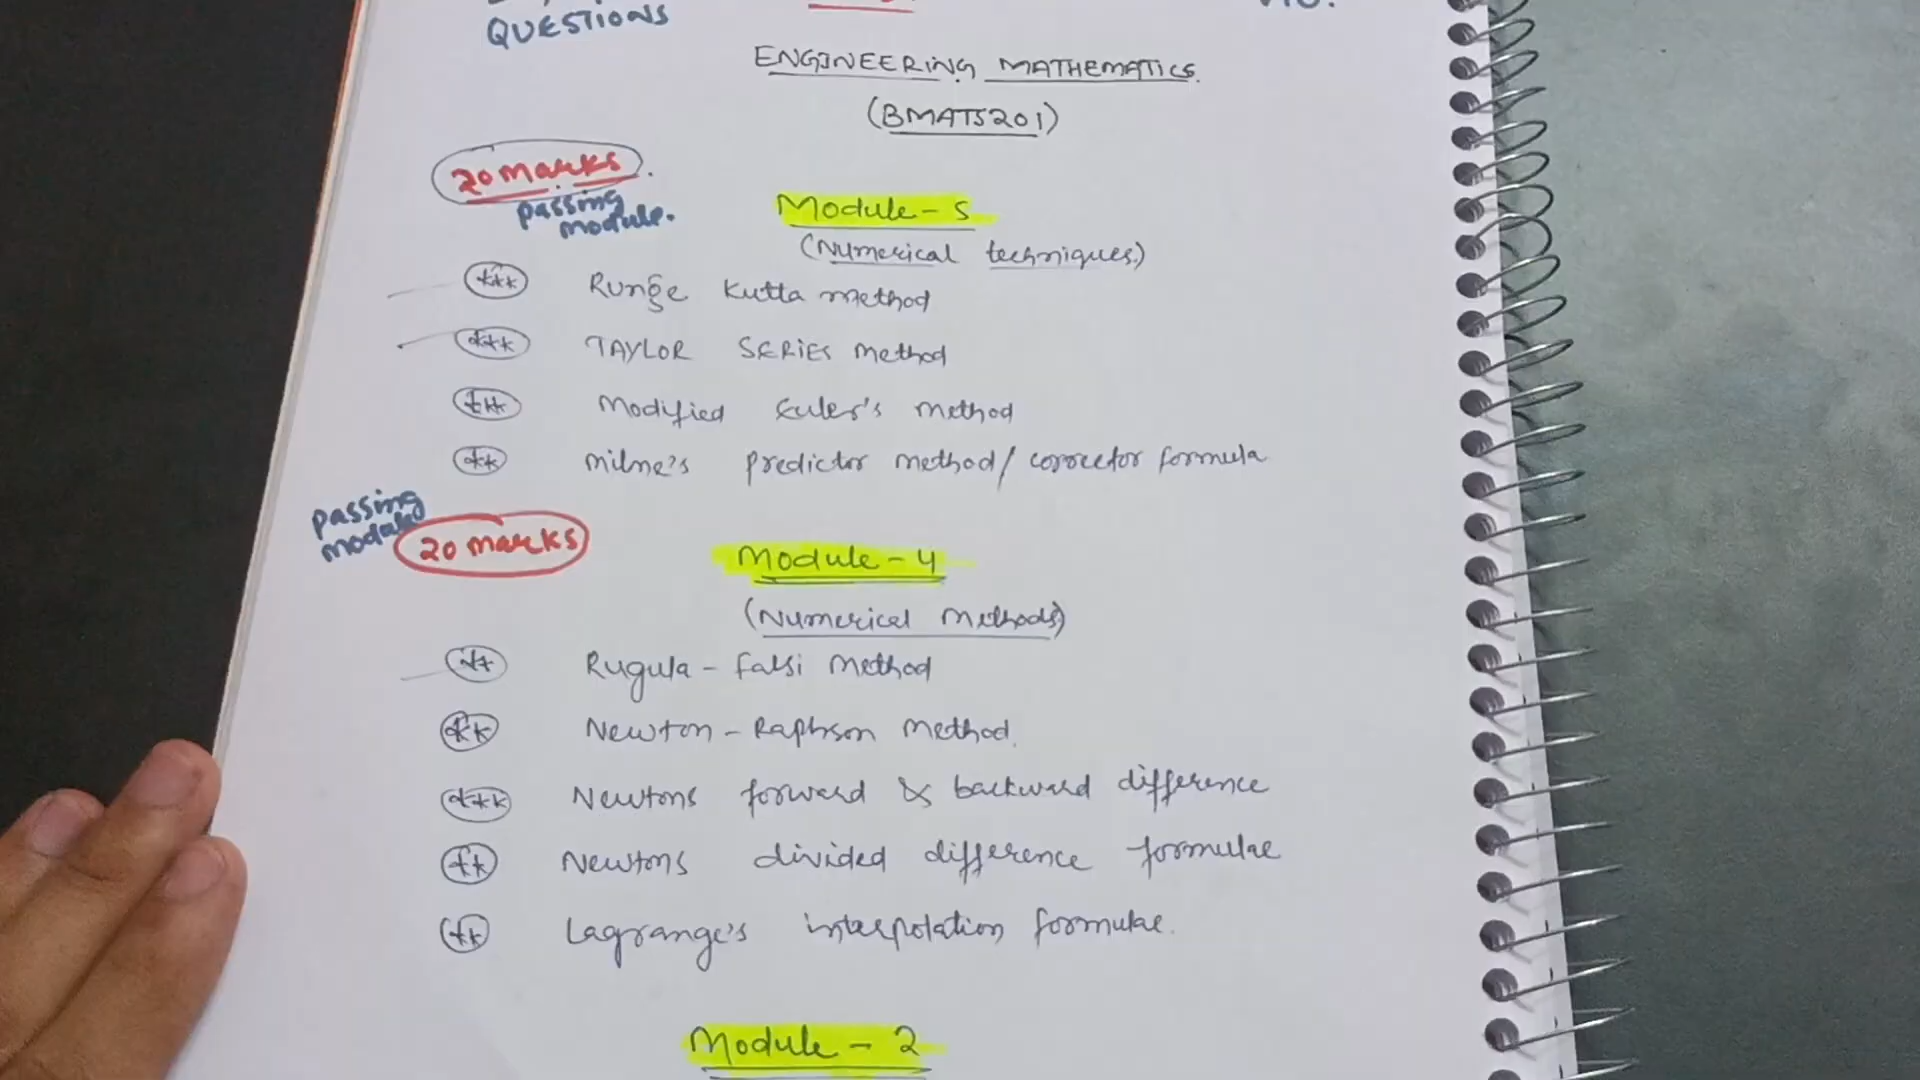 QUESTIONS
ENGINEERING MATHEMATICS.
(BMATS201)
20 marks.
passing
module.
Module - 5
(Numerical techniques)
*** Runge Kutta method
*** TAYLOR SERIES method
** Modified Euler's method
** milne's predictor method / corrector formula
passing
module
20 marks
Module - 4
(Numerical methods)
** Rugula - falsi method
** Newton - Raphson method.
*** Newtons forward & backward difference
** Newtons divided difference formulae
** Lagrange's interpolation formulae.
Module - 2